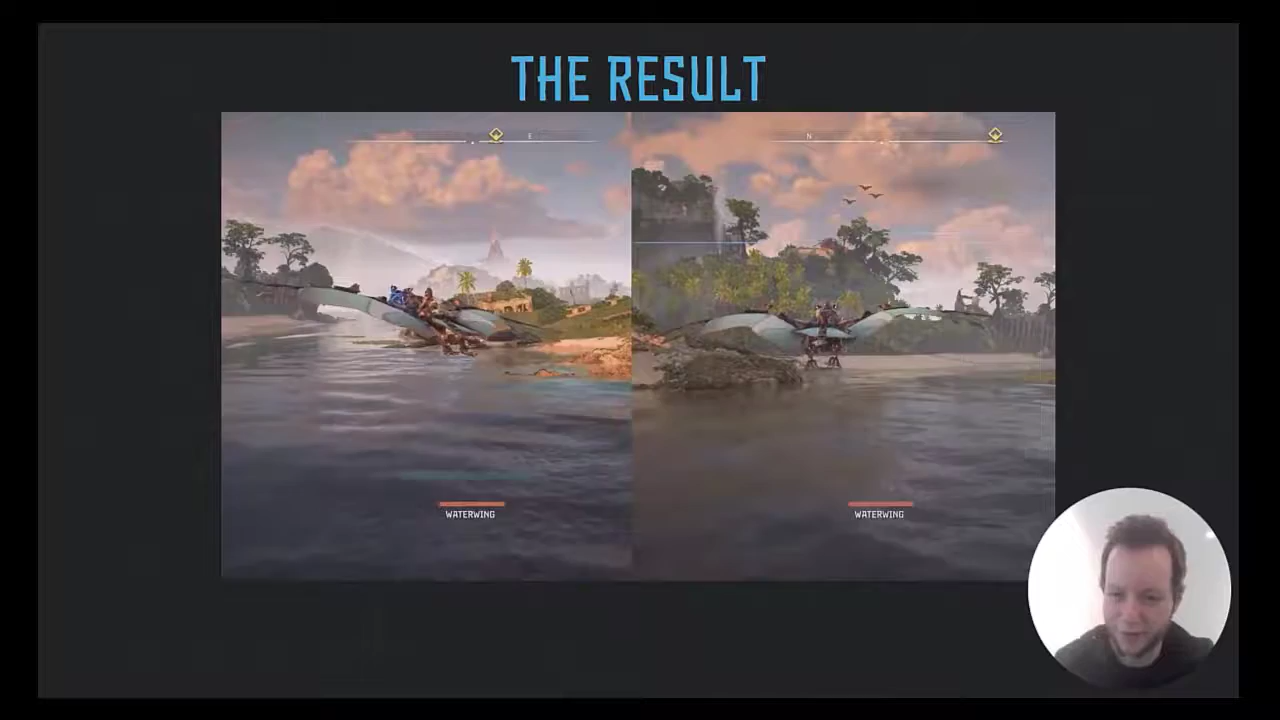 THE RESULT
E
N
WATERWING
WATERWING